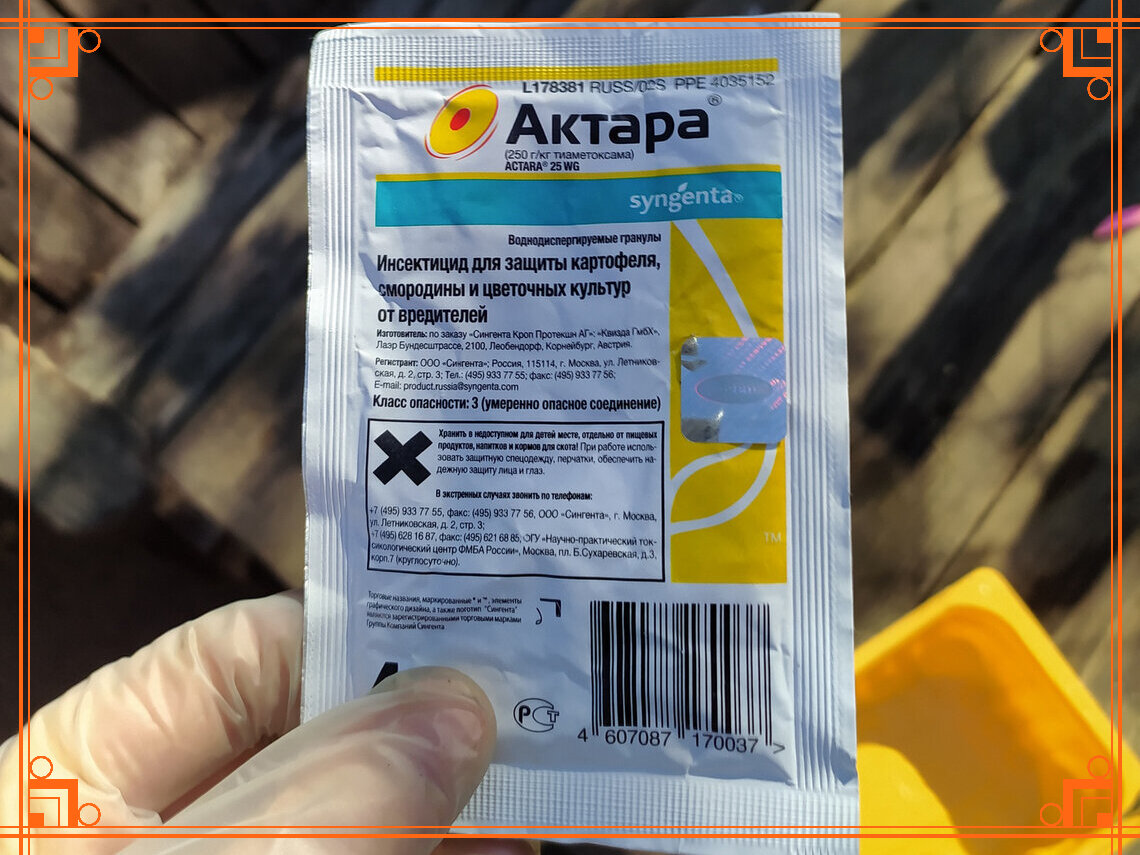 L178381 RUSS/02S PPE 4035152
Актара®
(250 г/кг тиаметоксама)
ACTARA® 25 WG
syngenta®
Воднодиспергируемые гранулы
Инсектицид для защиты картофеля,
смородины и цветочных культур
от вредителей
Изготовитель: по заказу «Сингента Кроп Протекшн АГ»: «Квизда ГмбХ»,
Лаэр Бундесштрассе, 2100, Леобендорф, Корнейбург, Австрия.
Регистрант: ООО «Сингента»; Россия, 115114, г. Москва, ул. Летников-
ская, д. 2, стр. 3; Тел.: (495) 933 77 55; факс: (495) 933 77 56;
E-mail: product.russia@syngenta.com
Класс опасности: 3 (умеренно опасное соединение)
Хранить в недоступном для детей месте, отдельно от пищевых
продуктов, напитков и кормов для скота! При работе исполь-
зовать защитную спецодежду, перчатки, обеспечить на-
дежную защиту лица и глаз.
В экстренных случаях звонить по телефонам:
+7 (495) 933 77 55, факс: (495) 933 77 56, ООО «Сингента», г. Москва,
ул. Летниковская, д. 2, стр. 3;
+7 (495) 628 16 87, факс: (495) 621 68 85, ФГУ «Научно-практический ток-
сикологический центр ФМБА России», Москва, пл. Б.Сухаревская, д.3,
корп.7 (круглосуточно).
TM
Торговые названия, маркированные ® и ™, элементы
графического дизайна, а также логотип "Сингента"
являются зарегистрированными торговыми марками
Группы Компаний Сингента
РСТ
4 607087 170037 >